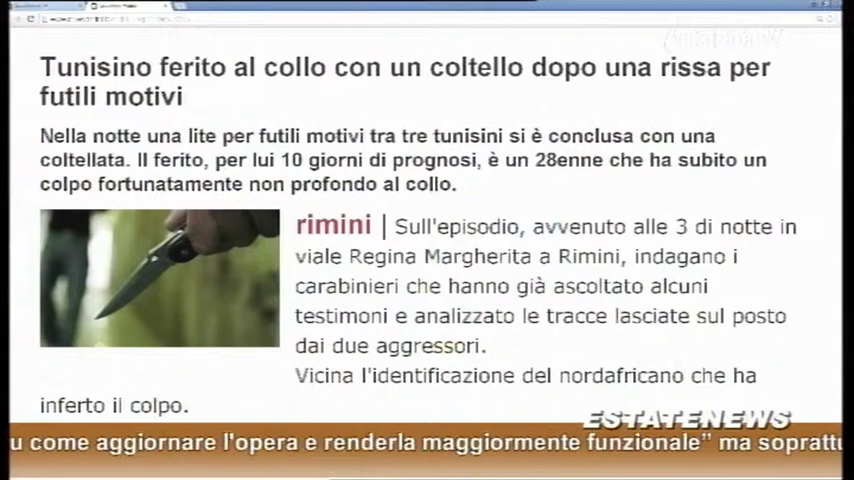 Tunisino ferito al collo con un coltello dopo una rissa per
futili motivi
Nella notte una lite per futili motivi tra tre tunisini si è conclusa con una
coltellata. Il ferito, per lui 10 giorni di prognosi, è un 28enne che ha subito un
colpo fortunatamente non profondo al collo.
rimini | Sull'episodio, avvenuto alle 3 di notte in
viale Regina Margherita a Rimini, indagano i
carabinieri che hanno già ascoltato alcuni
testimoni e analizzato le tracce lasciate sul posto
dai due aggressori.
Vicina l'identificazione del nordafricano che ha
inferto il colpo.
ESTATENEWS
u come aggiornare l'opera e renderla maggiormente funzionale” ma soprattu